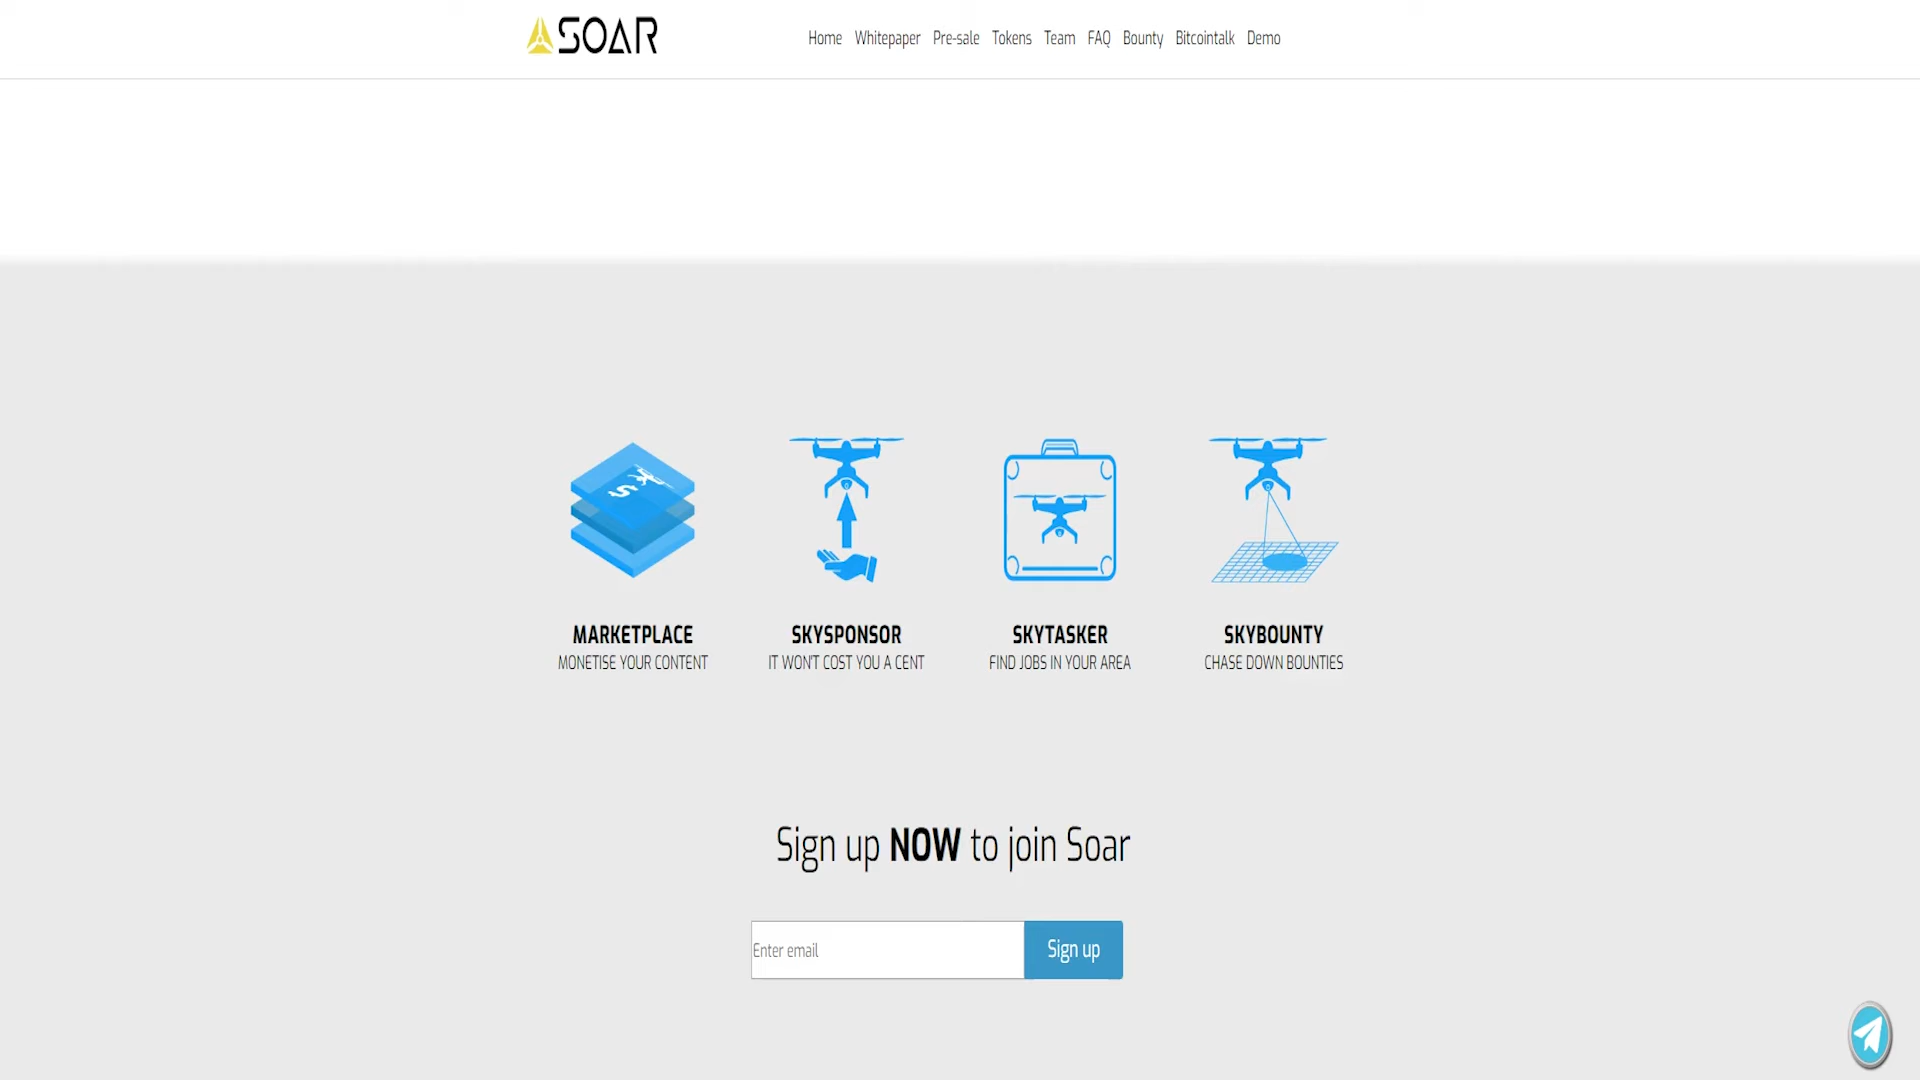 SOAR
Home Whitepaper Pre-sale Tokens Team FAQ Bounty Bitcointalk Demo
$
MARKETPLACE
MONETISE YOUR CONTENT
SKYSPONSOR
IT WON'T COST YOU A CENT
SKYTASKER
FIND JOBS IN YOUR AREA
SKYBOUNTY
CHASE DOWN BOUNTIES
Sign up NOW to join Soar
Enter email
Sign up